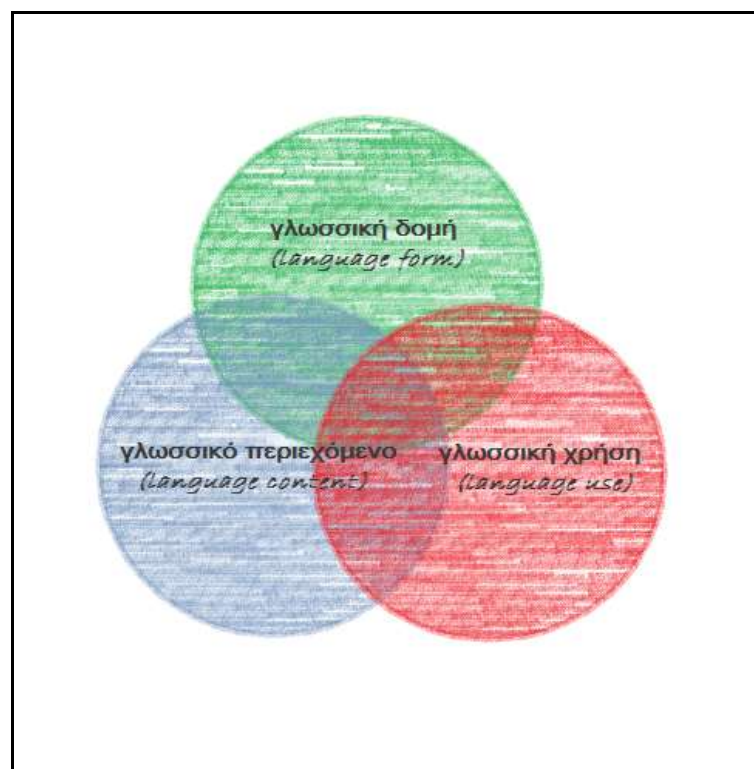 γλωσσική δομή
(language form)
γλωσσικό περιεχόμενο
(language content)
γλωσσική χρήση
(language use)